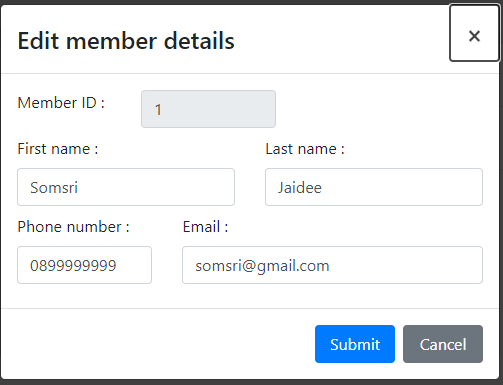 Edit member details ×
Member ID : 1
First name : Last name :
Somsri Jaidee
Phone number : Email :
0899999999 somsri@gmail.com
Submit Cancel